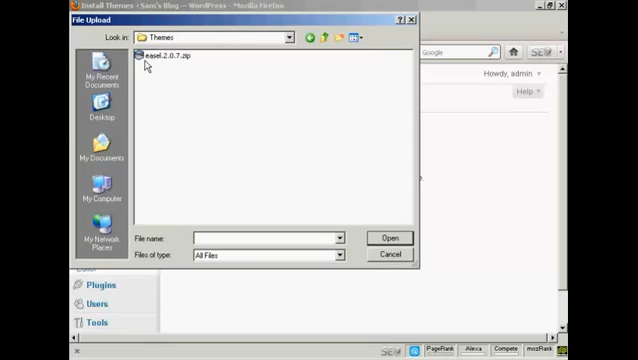 Install Themes ‹ Sam's Blog — WordPress - Mozilla Firefox
File Upload
Look in:
Themes
easel.2.0.7.zip
My Recent
Documents
Desktop
My Documents
My Computer
My Network
Places
File name:
Open
Files of type:
All Files
Cancel
Google
Howdy, admin
Help
Plugins
Users
Tools
PageRank
Alexa
Compete
mozRank